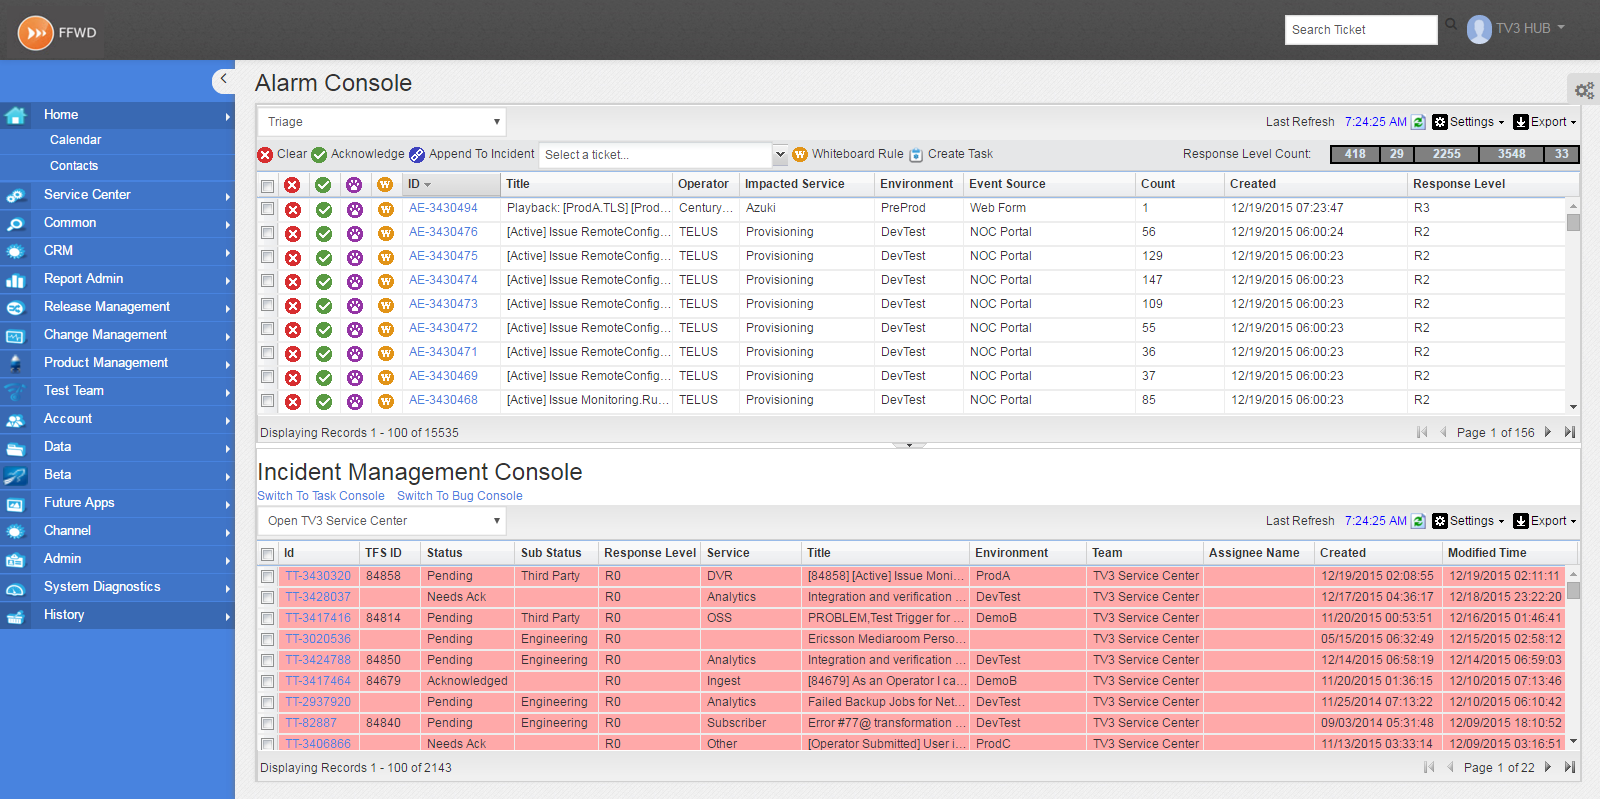 FFWD
Search Ticket
TV3 HUB
Home
Calendar
Contacts
Service Center
Common
CRM
Report Admin
Release Management
Change Management
Product Management
Test Team
Account
Data
Beta
Future Apps
Channel
Admin
System Diagnostics
History
Alarm Console
Triage
Last Refresh 7:24:25 AM Settings Export
Clear Acknowledge Append To Incident Select a ticket... W Whiteboard Rule Create Task Response Level Count: 418 29 2255 3548 33
W ID Title Operator Impacted Service Environment Event Source Count Created Response Level
W AE-3430494 Playback: [ProdA.TLS] [Prod... Century... Azuki PreProd Web Form 1 12/19/2015 07:23:47 R3
W AE-3430476 [Active] Issue RemoteConfig... TELUS Provisioning DevTest NOC Portal 56 12/19/2015 06:00:24 R2
W AE-3430475 [Active] Issue RemoteConfig... TELUS Provisioning DevTest NOC Portal 129 12/19/2015 06:00:23 R2
W AE-3430474 [Active] Issue RemoteConfig... TELUS Provisioning DevTest NOC Portal 147 12/19/2015 06:00:23 R2
W AE-3430473 [Active] Issue RemoteConfig... TELUS Provisioning DevTest NOC Portal 109 12/19/2015 06:00:23 R2
W AE-3430472 [Active] Issue RemoteConfig... TELUS Provisioning DevTest NOC Portal 55 12/19/2015 06:00:23 R2
W AE-3430471 [Active] Issue RemoteConfig... TELUS Provisioning DevTest NOC Portal 36 12/19/2015 06:00:23 R2
W AE-3430469 [Active] Issue RemoteConfig... TELUS Provisioning DevTest NOC Portal 37 12/19/2015 06:00:23 R2
W AE-3430468 [Active] Issue Monitoring.Ru... TELUS Provisioning DevTest NOC Portal 85 12/19/2015 06:00:23 R2
Displaying Records 1 - 100 of 15535 Page 1 of 156
Incident Management Console
Switch To Task Console Switch To Bug Console
Open TV3 Service Center
Last Refresh 7:24:25 AM Settings Export
Id TFS ID Status Sub Status Response Level Service Title Environment Team Assignee Name Created Modified Time
TT-3430320 84858 Pending Third Party R0 DVR [84858] [Active] Issue Moni... ProdA TV3 Service Center 12/19/2015 02:08:55 12/19/2015 02:11:11
TT-3428037 Needs Ack R0 Analytics Integration and verification ... DevTest TV3 Service Center 12/17/2015 04:36:17 12/18/2015 23:22:20
TT-3417416 84814 Pending Third Party R0 OSS PROBLEM,Test Trigger for ... DemoB TV3 Service Center 11/20/2015 00:53:51 12/16/2015 01:46:41
TT-3020536 Pending Engineering R0 Ericsson Mediaroom Perso... TV3 Service Center 05/15/2015 06:32:49 12/15/2015 02:58:12
TT-3424788 84850 Pending Engineering R0 Analytics Integration and verification ... DevTest TV3 Service Center 12/14/2015 06:58:19 12/14/2015 06:59:03
TT-3417464 84679 Acknowledged R0 Ingest [84679] As an Operator I ca... DemoB TV3 Service Center 11/20/2015 01:36:15 12/10/2015 07:13:46
TT-2937920 Pending Engineering R0 Analytics Failed Backup Jobs for Net... DevTest TV3 Service Center 11/25/2014 07:13:22 12/10/2015 06:10:42
TT-82887 84840 Pending Engineering R0 Subscriber Error #77@ transformation ... DevTest TV3 Service Center 09/03/2014 05:31:48 12/09/2015 18:10:52
TT-3406866 Needs Ack R0 Other [Operator Submitted] User i... ProdC TV3 Service Center 11/13/2015 03:33:14 12/09/2015 03:16:51
Displaying Records 1 - 100 of 2143 Page 1 of 22